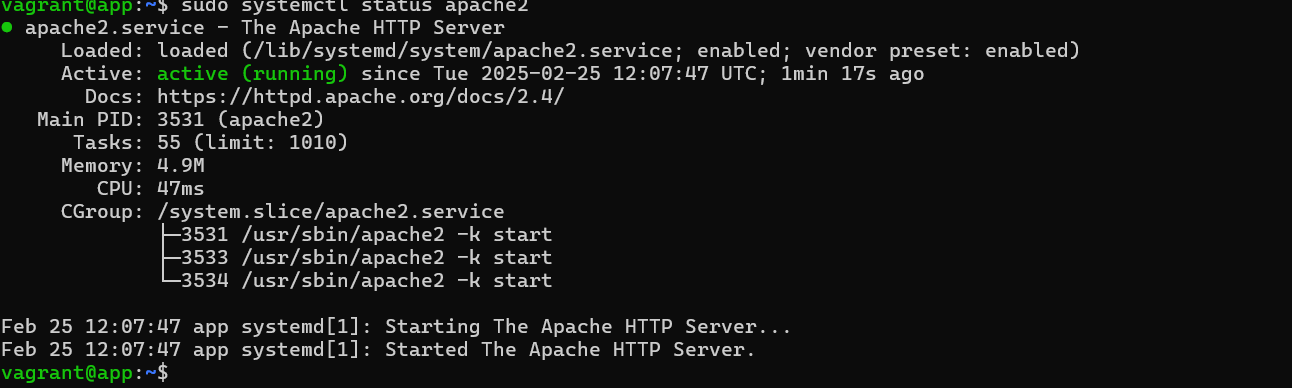 vagrant@app:~$ sudo systemctl status apache2
● apache2.service - The Apache HTTP Server
     Loaded: loaded (/lib/systemd/system/apache2.service; enabled; vendor preset: enabled)
     Active: active (running) since Tue 2025-02-25 12:07:47 UTC; 1min 17s ago
       Docs: https://httpd.apache.org/docs/2.4/
   Main PID: 3531 (apache2)
      Tasks: 55 (limit: 1010)
     Memory: 4.9M
        CPU: 47ms
     CGroup: /system.slice/apache2.service
             ├─3531 /usr/sbin/apache2 -k start
             ├─3533 /usr/sbin/apache2 -k start
             └─3534 /usr/sbin/apache2 -k start

Feb 25 12:07:47 app systemd[1]: Starting The Apache HTTP Server...
Feb 25 12:07:47 app systemd[1]: Started The Apache HTTP Server.
vagrant@app:~$